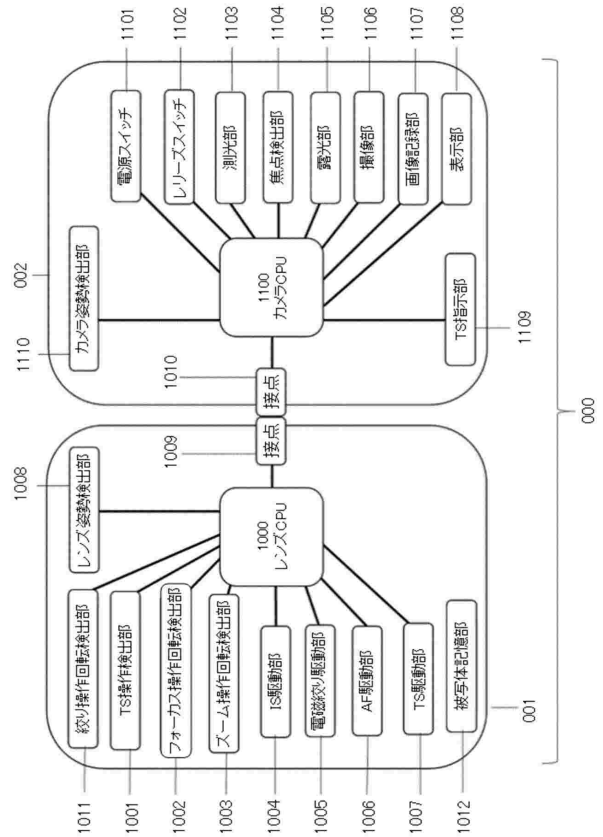 1008
1110
002
1011
絞り操作回転検出部
レンズ姿勢検出部
カメラ姿勢検出部
1001
TS操作検出部
電源スイッチ
1101
1002
フォーカス操作回転検出部
レリーズスイッチ
1102
1009
1010
1003
ズーム操作回転検出部
測光部
1103
1000
レンズCPU
接点
接点
1100
カメラCPU
1004
IS駆動部
焦点検出部
1104
1005
電磁絞り駆動部
露光部
1105
1006
AF駆動部
撮像部
1106
1007
TS駆動部
画像記録部
1107
1012
被写体記憶部
TS指示部
表示部
1108
001
1109
000